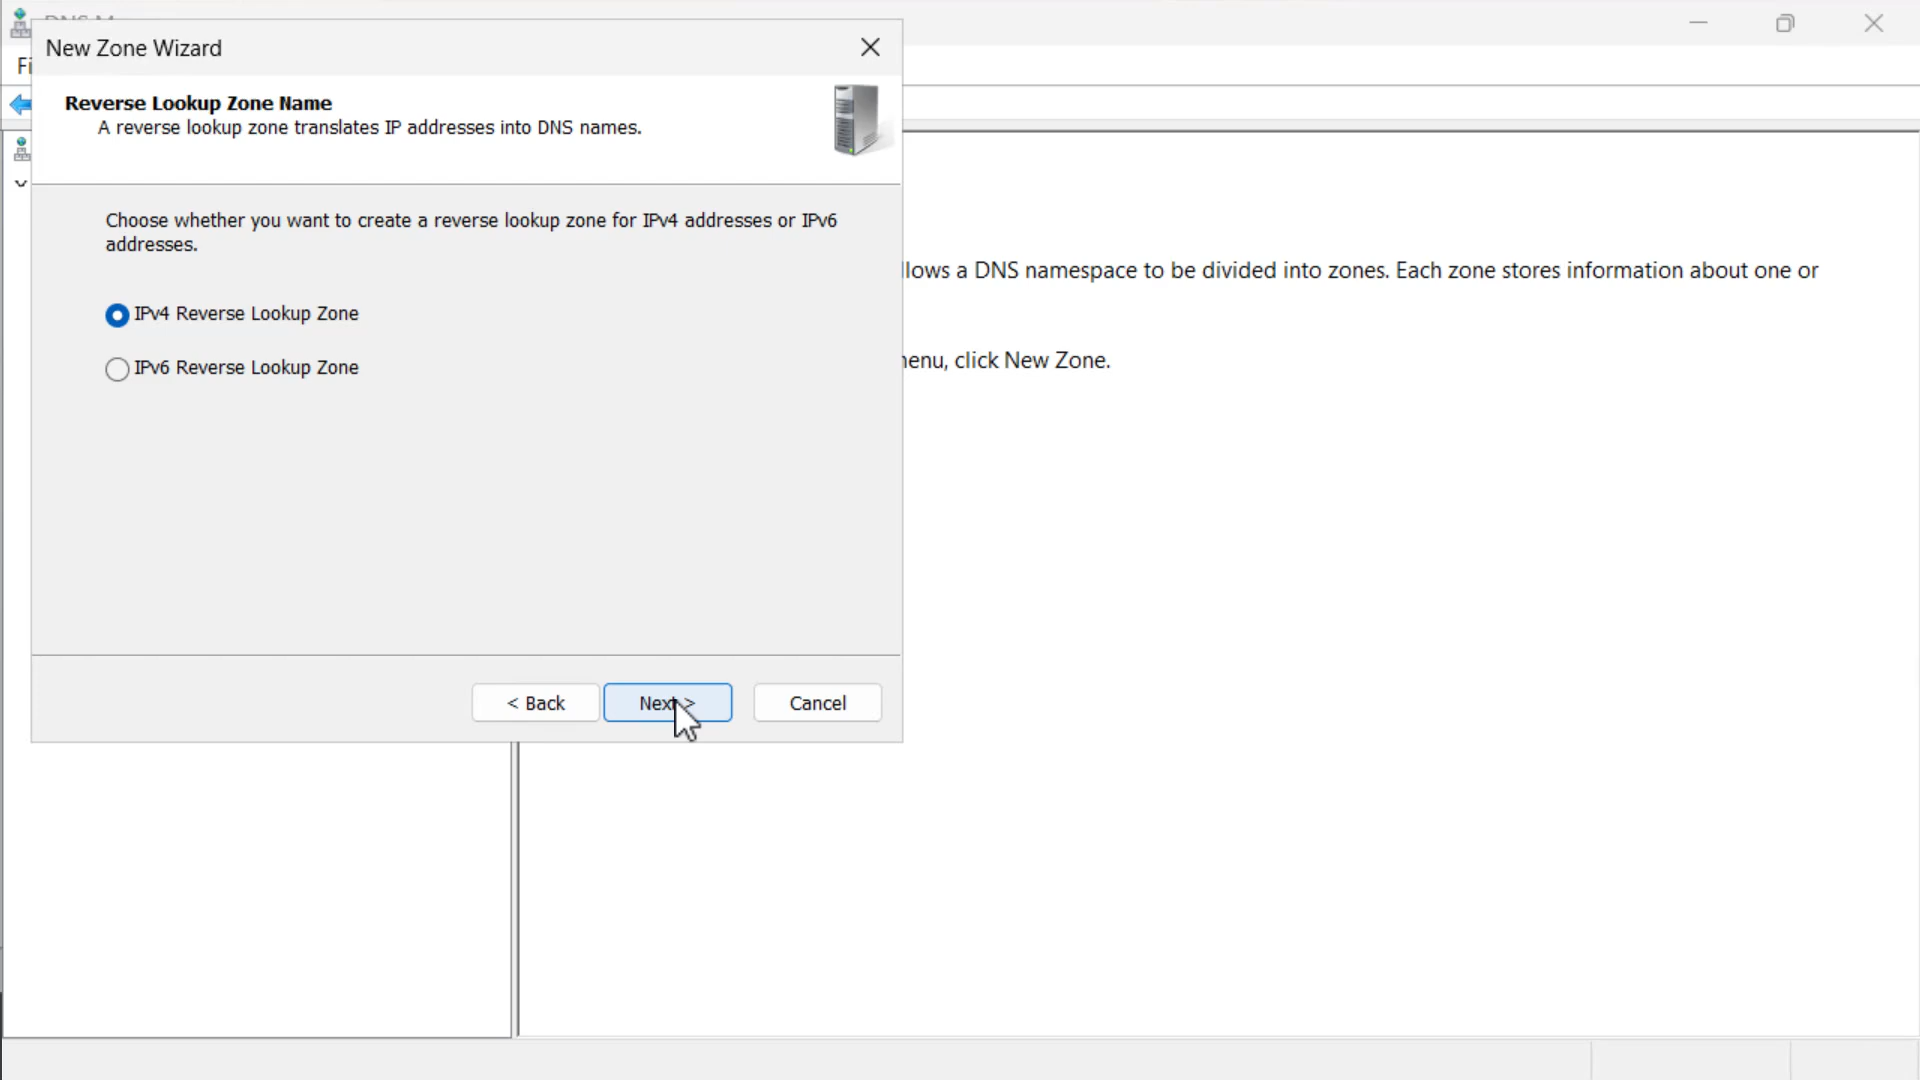 New Zone Wizard
Fi
Reverse Lookup Zone Name
A reverse lookup zone translates IP addresses into DNS names.
Choose whether you want to create a reverse lookup zone for IPv4 addresses or IPv6
addresses.
llows a DNS namespace to be divided into zones. Each zone stores information about one or
IPv4 Reverse Lookup Zone
IPv6 Reverse Lookup Zone
enu, click New Zone.
< Back
Next >
Cancel